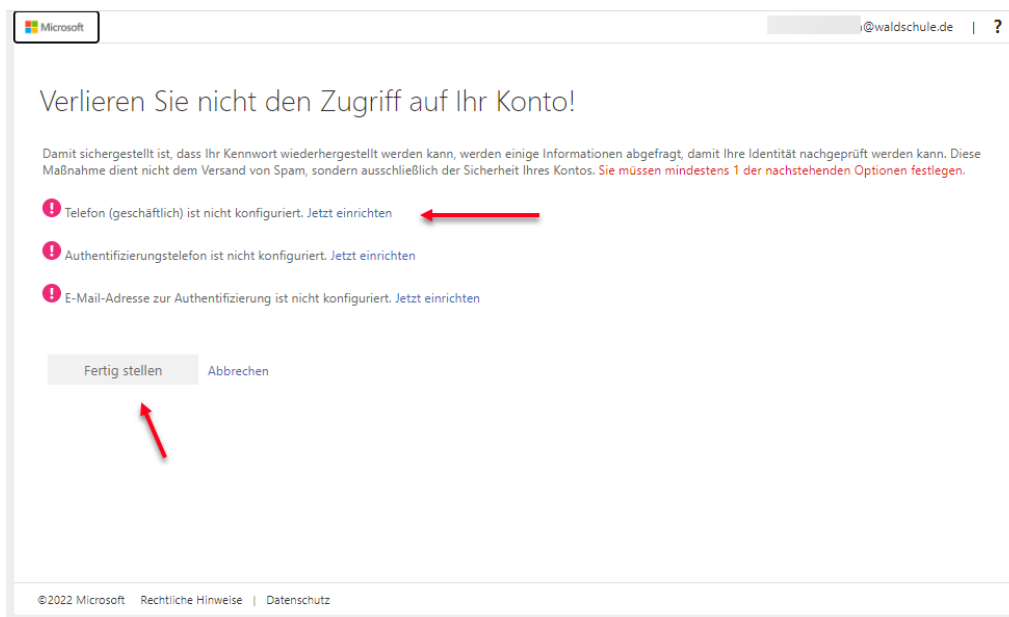 Microsoft
@waldschule.de | ?
Verlieren Sie nicht den Zugriff auf Ihr Konto!
Damit sichergestellt ist, dass Ihr Kennwort wiederhergestellt werden kann, werden einige Informationen abgefragt, damit Ihre Identität nachgeprüft werden kann. Diese
Maßnahme dient nicht dem Versand von Spam, sondern ausschließlich der Sicherheit Ihres Kontos. Sie müssen mindestens 1 der nachstehenden Optionen festlegen.
Telefon (geschäftlich) ist nicht konfiguriert. Jetzt einrichten
Authentifizierungstelefon ist nicht konfiguriert. Jetzt einrichten
E-Mail-Adresse zur Authentifizierung ist nicht konfiguriert. Jetzt einrichten
Fertig stellen Abbrechen
©2022 Microsoft Rechtliche Hinweise | Datenschutz